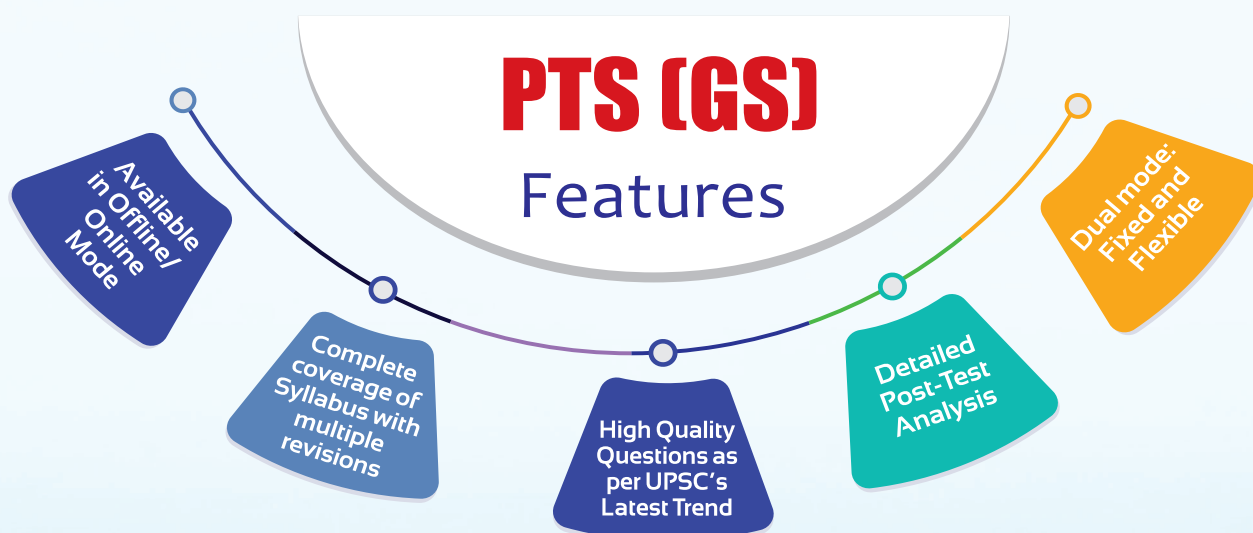 PTS (GS)
Features
Available
in Offline/
Online
Mode
Complete
coverage of
Syllabus with
multiple
revisions
High Quality
Questions as
per UPSC's
Latest Trend
Detailed
Post-Test
Analysis
Dual mode:
Fixed and
Flexible